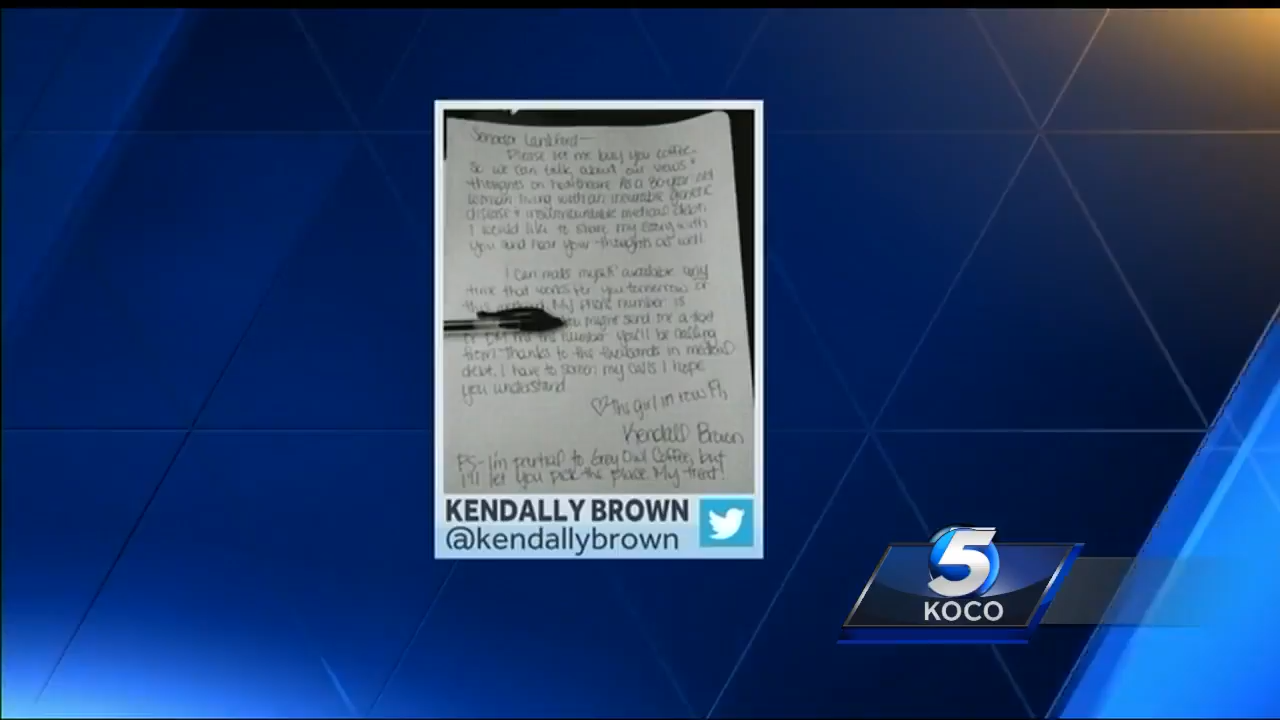 Senator Lankford—
Please let me buy you coffee
so we can talk about our views +
thoughts on healthcare. As a 30 year old
woman living with an incurable genetic
disease + insurmountable medical debt,
I would like to share my story with
you and hear your thoughts as well.
I can make myself available any
time that works for you tomorrow or
this weekend. My phone number is
you might send me a text
or DM me the number you'll be calling
from. Thanks to the thousands in medical
debt, I have to screen my calls. I hope
you understand
♡ the girl in row
Kendall Brown
PS- I'm partial to Grey Owl Coffee, but
I'll let you pick the place. My treat!
KENDALLY BROWN
@kendallybrown
5
KOCO